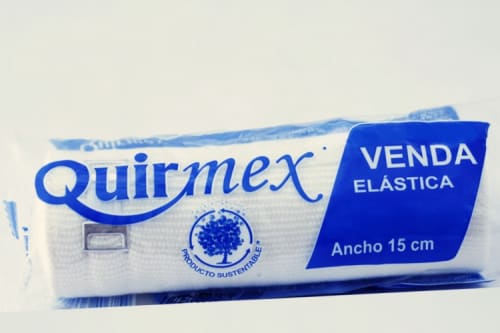 Quirmex
VENDA
ELÁSTICA
Ancho 15 cm
PRODUCTO SUSTENTABLE